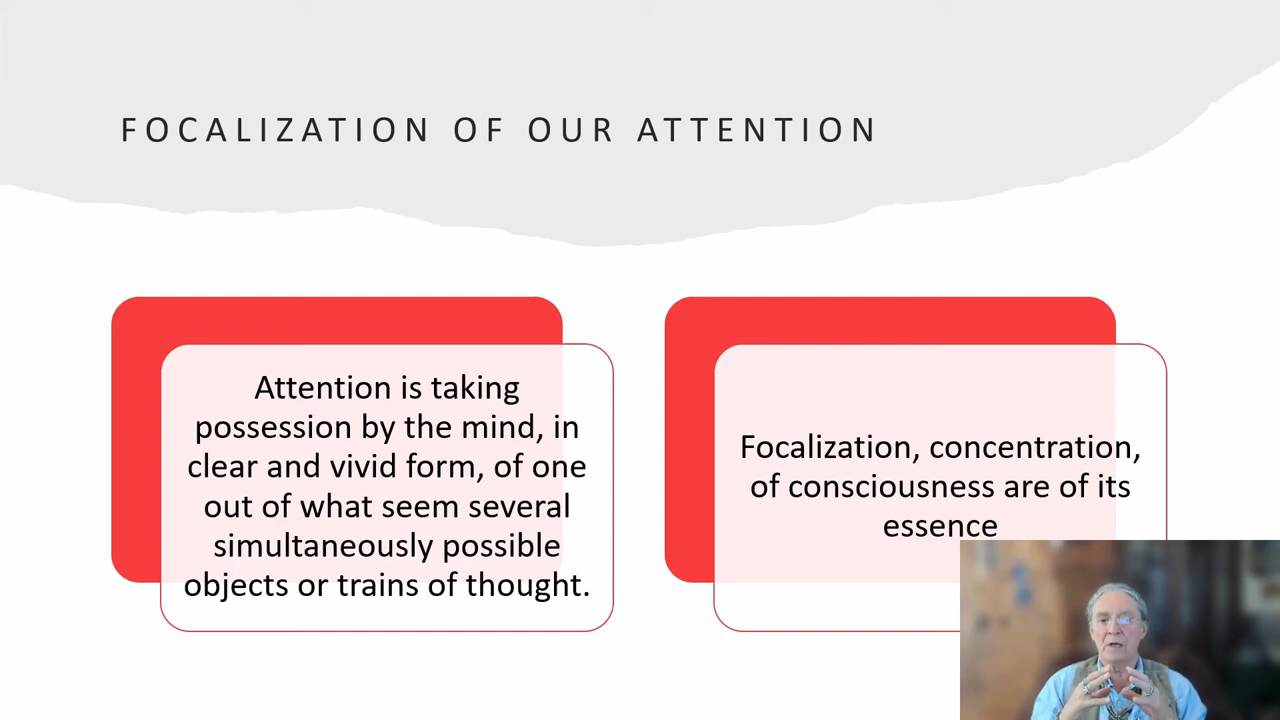 FOCALIZATION OF OUR ATTENTION
Attention is taking
possession by the mind, in
clear and vivid form, of one
out of what seem several
simultaneously possible
objects or trains of thought.
Focalization, concentration,
of consciousness are of its
essence